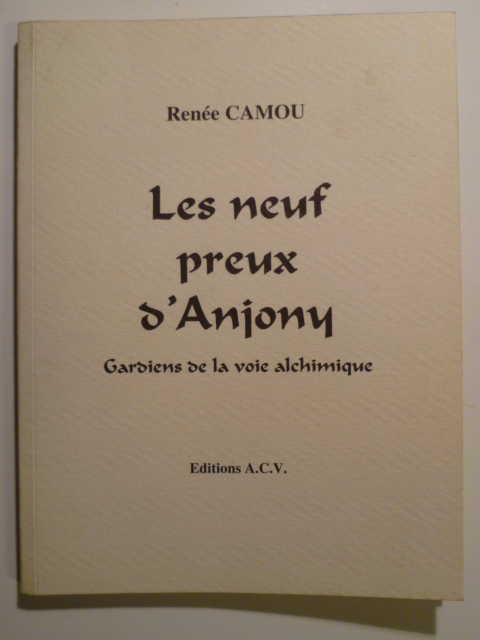 Renée CAMOU
Les neuf
preux
d'Anjony
Gardiens de la voie alchimique
Editions A.C.V.